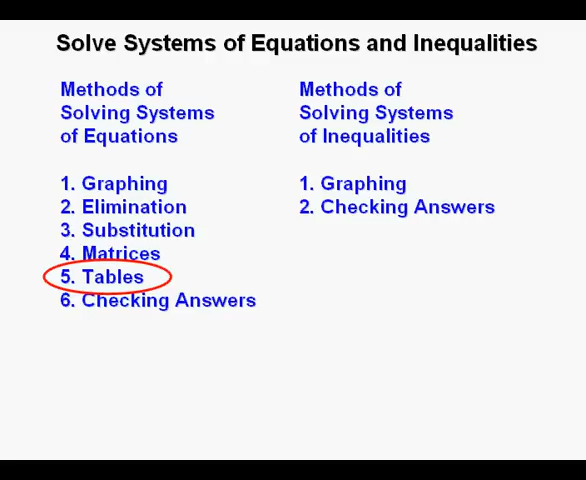 Solve Systems of Equations and Inequalities
Methods of
Solving Systems
of Equations
1. Graphing
2. Elimination
3. Substitution
4. Matrices
5. Tables
6. Checking Answers
Methods of
Solving Systems
of Inequalities
1. Graphing
2. Checking Answers